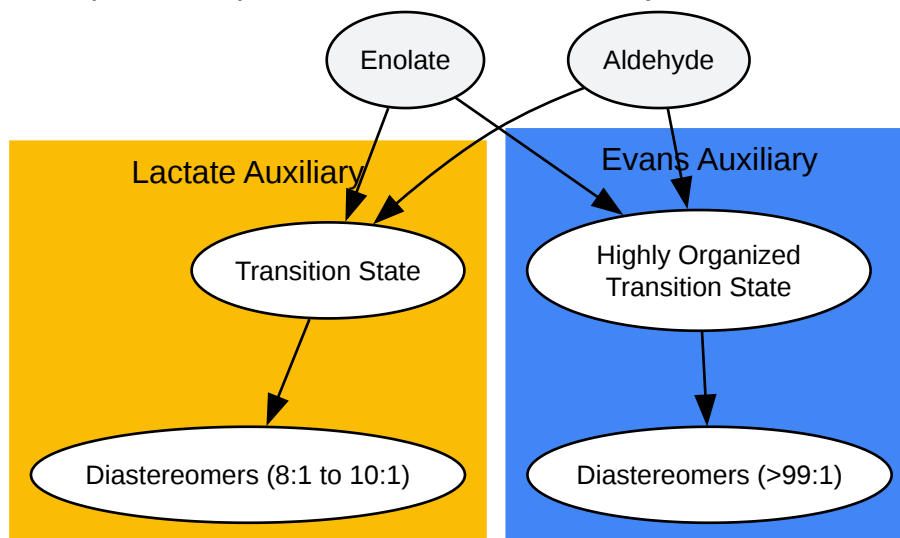 Enolate
Aldehyde
Lactate Auxiliary
Evans Auxiliary
Transition State
Highly Organized
Transition State
Diastereomers (8:1 to 10:1)
Diastereomers (>99:1)